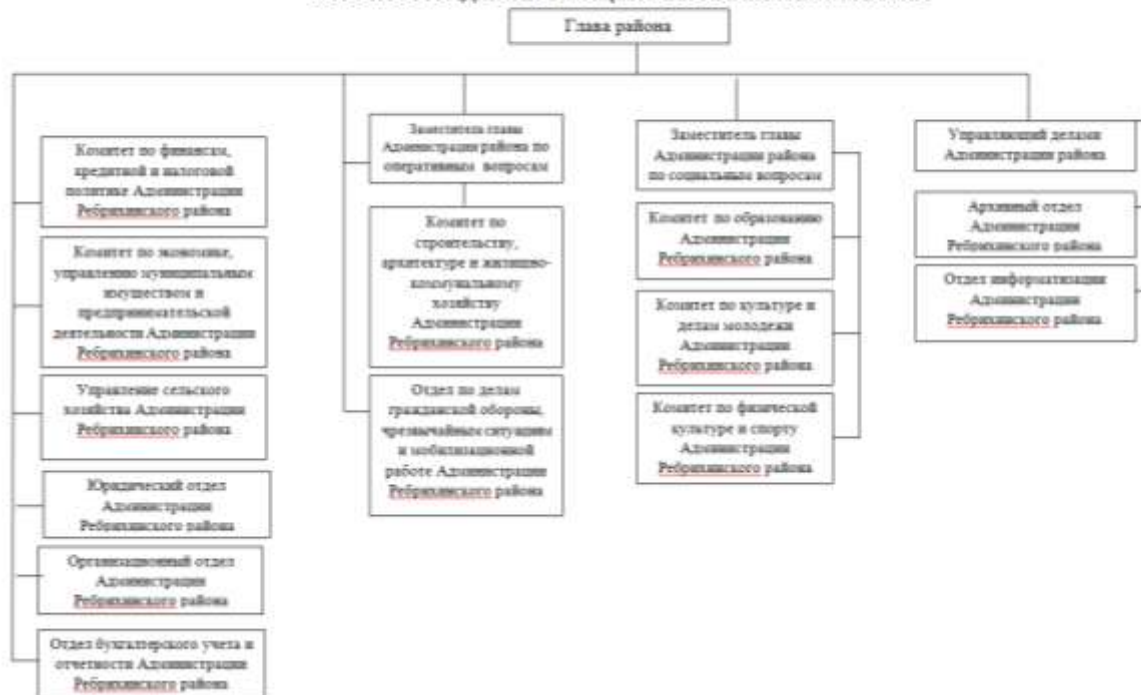 Глава района
Комитет по финансам,
кредитной и налоговой
политике Администрации
Ребрихинского района
Комитет по экономике,
управлению муниципальным
имуществом и
предпринимательской
деятельности Администрации
Ребрихинского района
Управление сельского
хозяйства Администрации
Ребрихинского района
Юридический отдел
Администрации
Ребрихинского района
Организационный отдел
Администрации
Ребрихинского района
Отдел бухгалтерского учета и
отчетности Администрации
Ребрихинского района
Заместитель главы
Администрации района по
оперативным вопросам
Комитет по
строительству,
архитектуре и жилищно-
коммунальному
хозяйству
Администрации
Ребрихинского района
Отдел по делам
гражданской обороны,
чрезвычайным ситуациям
и мобилизационной
работе Администрации
Ребрихинского района
Заместитель главы
Администрации района
по социальным вопросам
Комитет по образованию
Администрации
Ребрихинского района
Комитет по культуре и
делам молодежи
Администрации
Ребрихинского района
Комитет по физической
культуре и спорту
Администрации
Ребрихинского района
Управляющий делами
Администрации района
Архивный отдел
Администрации
Ребрихинского района
Отдел информатизации
Администрации
Ребрихинского района